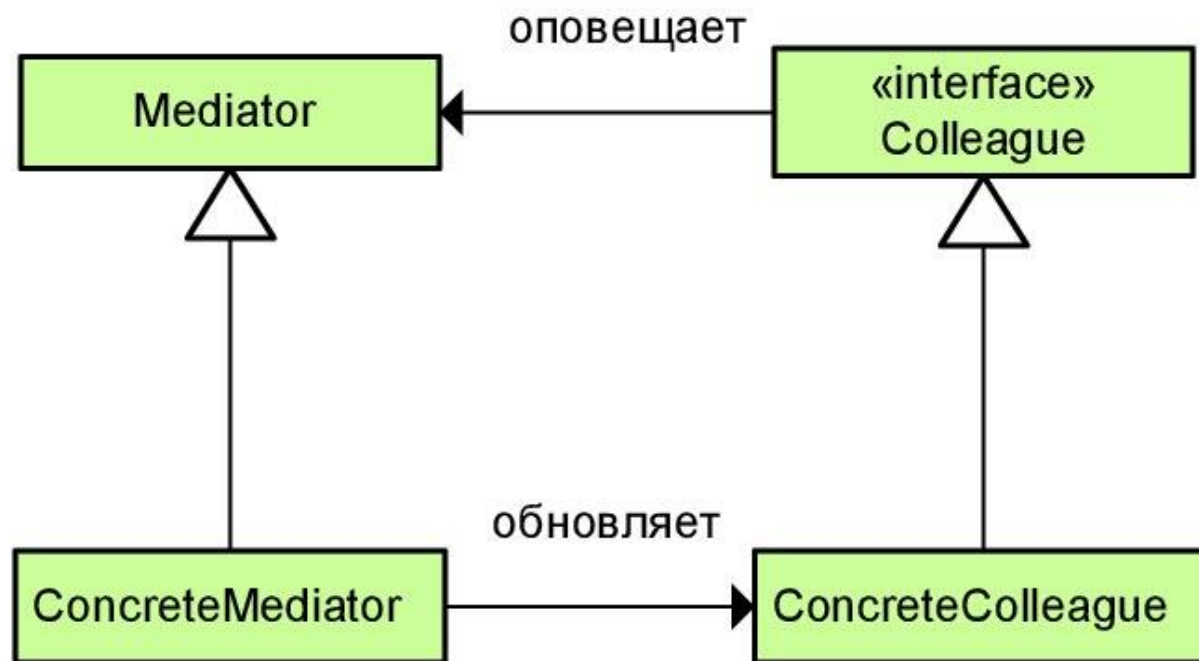 оповещает
Mediator
«interface»
Colleague
обновляет
ConcreteMediator
ConcreteColleague